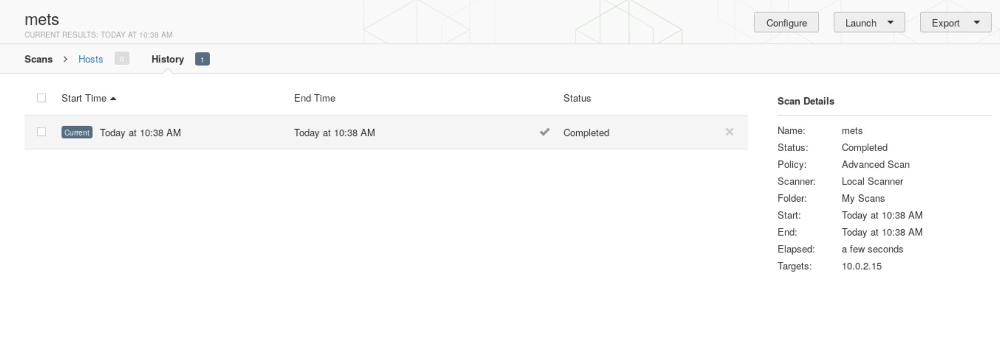 mets
CURRENT RESULTS: TODAY AT 10:38 AM
Configure
Launch
Export
Scans > Hosts 0 History 1
Start Time End Time Status
Current Today at 10:38 AM Today at 10:38 AM Completed
Scan Details
Name: mets
Status: Completed
Policy: Advanced Scan
Scanner: Local Scanner
Folder: My Scans
Start: Today at 10:38 AM
End: Today at 10:38 AM
Elapsed: a few seconds
Targets: 10.0.2.15